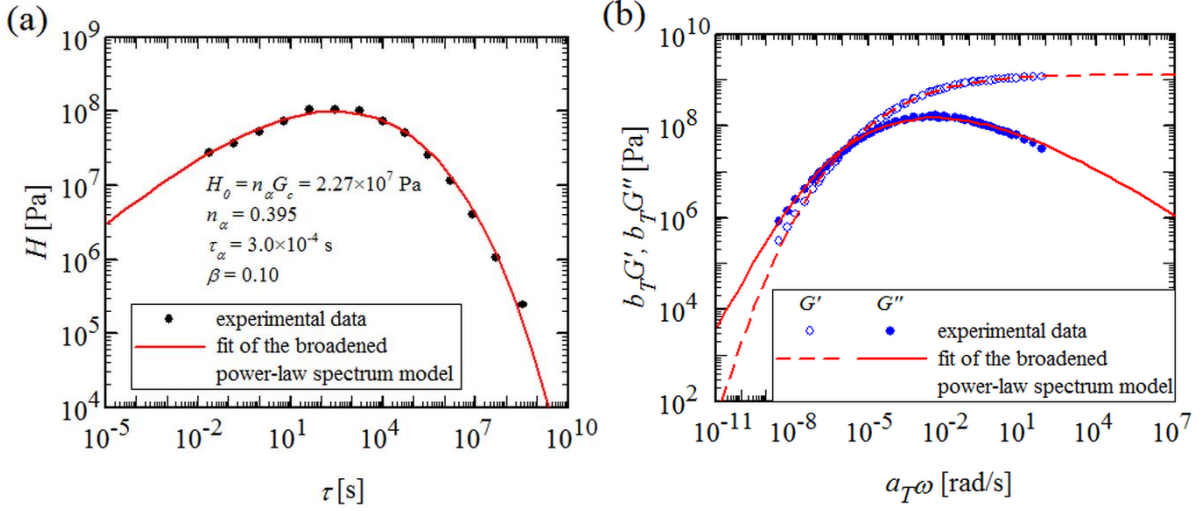 (a)
10^9
10^8
10^7
10^6
10^5
10^4
H [Pa]
H_0 = n_α G_c = 2.27×10^7 Pa
n_α = 0.395
τ_α = 3.0×10^-4 s
β = 0.10
experimental data
fit of the broadened
power-law spectrum model
10^-5 10^-2 10^1 10^4 10^7 10^10
τ [s]
(b)
10^10
10^8
10^6
10^4
10^2
b_T G', b_T G'' [Pa]
G' G''
experimental data
fit of the broadened
power-law spectrum model
10^-11 10^-8 10^-5 10^-2 10^1 10^4 10^7
a_T ω [rad/s]